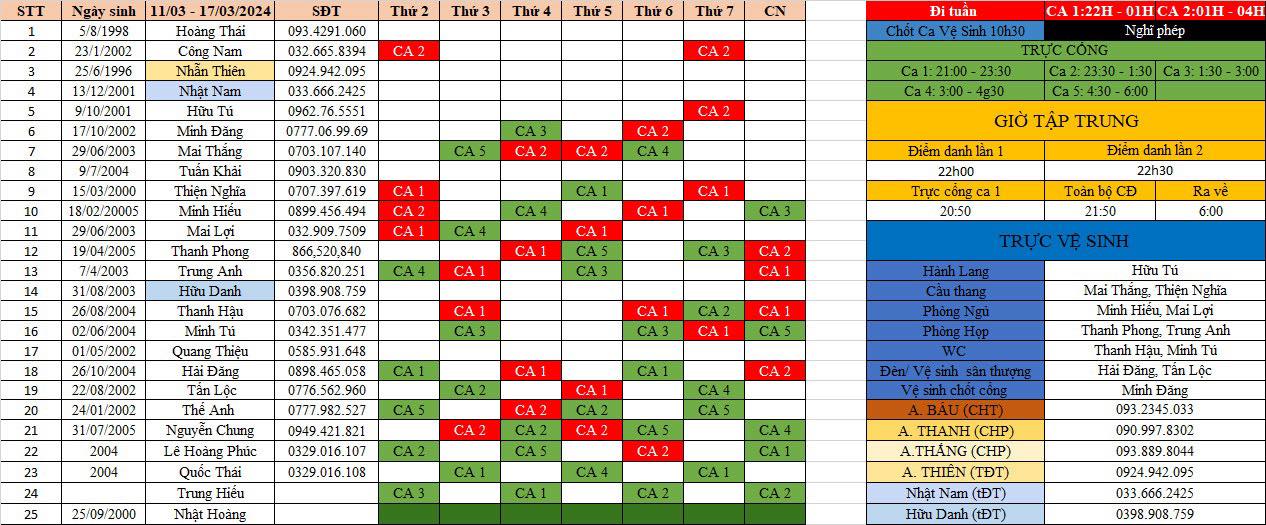 STT Ngày sinh 11/03 - 17/03/2024 SĐT Thứ 2 Thứ 3 Thứ 4 Thứ 5 Thứ 6 Thứ 7 CN
1 5/8/1998 Hoàng Thái 093.4291.060
2 23/1/2002 Công Nam 032.665.8394 CA 2 CA 2
3 25/6/1996 Nhẫn Thiên 0924.942.095
4 13/12/2001 Nhật Nam 033.666.2425
5 9/10/2001 Hữu Tú 0962.76.5551 CA 2
6 17/10/2002 Minh Đăng 0777.06.99.69 CA 3 CA 2
7 29/06/2003 Mai Thắng 0703.107.140 CA 5 CA 2 CA 2 CA 4
8 9/7/2004 Tuấn Khải 0903.320.830
9 15/03/2000 Thiện Nghĩa 0707.397.619 CA 1 CA 5 CA 1
10 18/02/20005 Minh Hiếu 0899.456.494 CA 2 CA 4 CA 1 CA 3
11 29/06/2003 Mai Lợi 032.909.7509 CA 1 CA 4 CA 1
12 19/04/2005 Thanh Phong 866,520,840 CA 1 CA 5 CA 3 CA 2
13 7/4/2003 Trung Anh 0356.820.251 CA 4 CA 1 CA 3 CA 1
14 31/08/2003 Hữu Danh 0398.908.759
15 26/08/2004 Thanh Hậu 0703.076.682 CA 1 CA 1 CA 2 CA 1
16 02/06/2004 Minh Tú 0342.351.477 CA 3 CA 3 CA 1 CA 5
17 01/05/2002 Quang Thiệu 0585.931.648
18 26/10/2004 Hải Đăng 0898.465.058 CA 1 CA 1 CA 1 CA 2
19 22/08/2002 Tấn Lộc 0776.562.960 CA 2 CA 1 CA 4
20 24/01/2002 Thế Anh 0777.982.527 CA 5 CA 2 CA 2 CA 5
21 31/07/2005 Nguyễn Chung 0949.421.821 CA 2 CA 2 CA 2 CA 5 CA 4
22 2004 Lê Hoàng Phúc 0329.016.107 CA 2 CA 5 CA 2 CA 1
23 2004 Quốc Thái 0329.016.108 CA 1 CA 4 CA 1
24 Trung Hiếu CA 3 CA 1 CA 2 CA 2
25 25/09/2000 Nhật Hoàng
Đi tuần CA 1:22H - 01H CA 2:01H - 04H
Chốt Ca Vệ Sinh 10h30 Nghĩ phép
TRỰC CỔNG
Ca 1: 21:00 - 23:30 Ca 2: 23:30 - 1:30 Ca 3: 1:30 - 3:00
Ca 4: 3:00 - 4g30 Ca 5: 4:30 - 6:00
GIỜ TẬP TRUNG
Điểm danh lần 1 Điểm danh lần 2
22h00 22h30
Trực cổng ca 1 Toàn bộ CĐ Ra về
20:50 21:50 6:00
TRỰC VỆ SINH
Hành Lang Hữu Tú
Cầu thang Mai Thắng, Thiện Nghĩa
Phòng Ngủ Minh Hiếu, Mai Lợi
Phòng Họp Thanh Phong, Trung Anh
WC Thanh Hậu, Minh Tú
Đèn/ Vệ sinh sân thượng Hải Đăng, Tấn Lộc
Vệ sinh chốt cổng Minh Đăng
A. BÁU (CHT) 093.2345.033
A. THANH (CHP) 090.997.8302
A.THẮNG (CHP) 093.889.8044
A. THIÊN (TĐT) 0924.942.095
Nhật Nam (tĐT) 033.666.2425
Hữu Danh (tĐT) 0398.908.759